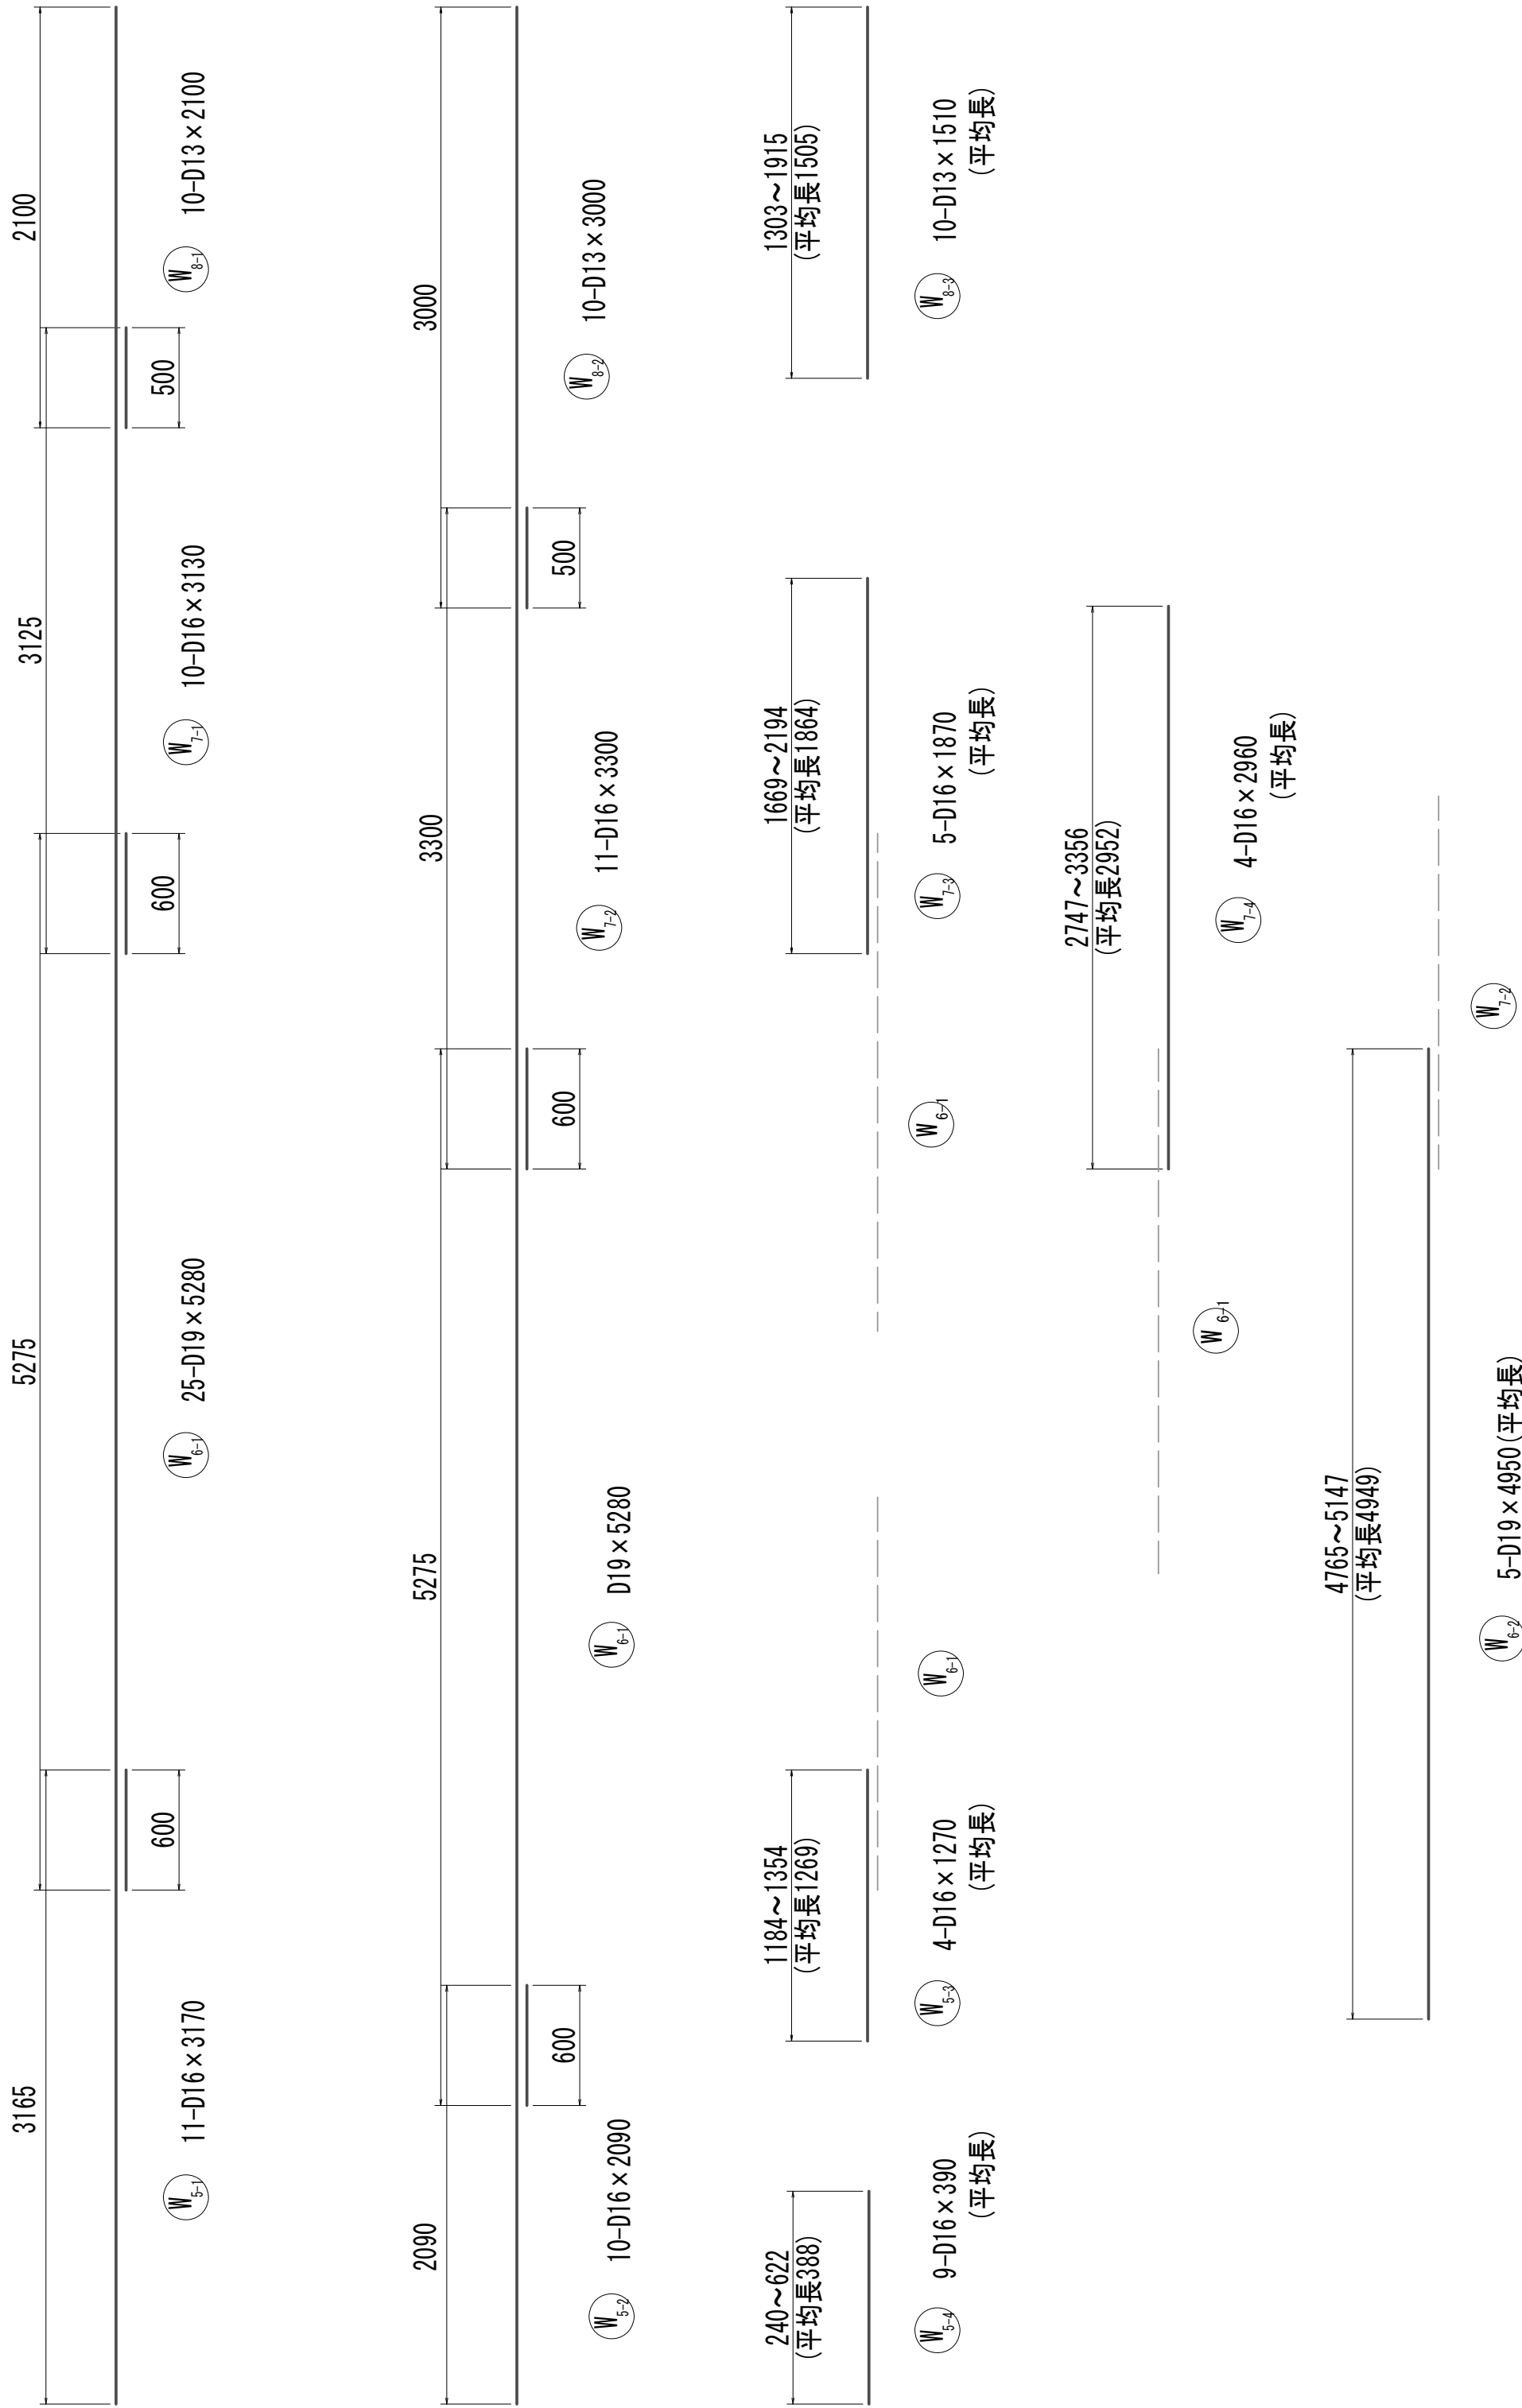 3165
5275
3125
2100
600
600
500
W5-1 11-D16×3170
W6-1 25-D19×5280
W7-1 10-D16×3130
W8-1 10-D13×2100
2090
5275
3300
3000
600
600
500
W5-2 10-D16×2090
W6-1 D19×5280
W7-2 11-D16×3300
W8-2 10-D13×3000
240～622
(平均長388)
W5-4 9-D16×390
(平均長)
1184～1354
(平均長1269)
W5-3 4-D16×1270
(平均長)
W6-1
W6-1
1669～2194
(平均長1864)
W7-3 5-D16×1870
(平均長)
1303～1915
(平均長1505)
W8-3 10-D13×1510
(平均長)
2747～3356
(平均長2952)
W6-1
W7-4 4-D16×2960
(平均長)
4765～5147
(平均長4949)
W6-2 5-D19×4950(平均長)
W7-2